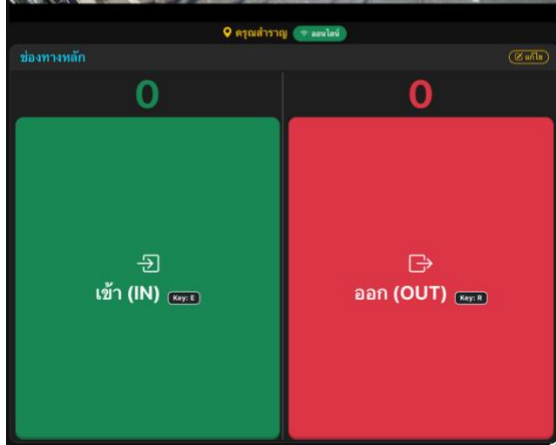 ดรุณสำราญ ออนไลน์
ช่องทางหลัก แก้ไข
0 0
เข้า (IN) Key: E
ออก (OUT) Key: R